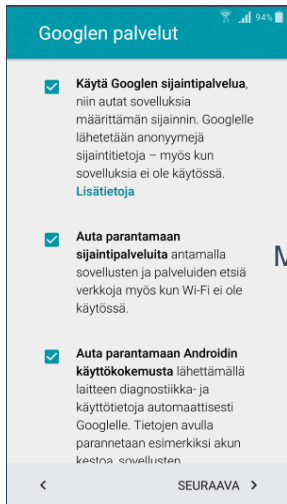 94%
Googlen palvelut
Käytä Googlen sijaintipalvelua,
niin autat sovelluksia
määrittämän sijainnin. Googlelle
lähetetään anonyymejä
sijaintitietoja – myös kun
sovelluksia ei ole käytössä.
Lisätietoja
Auta parantamaan
sijaintipalveluita antamalla
sovellusten ja palveluiden etsiä
verkkoja myös kun Wi-Fi ei ole
käytössä.
M
Auta parantamaan Androidin
käyttökokemusta lähettämällä
laitteen diagnostiikka- ja
käyttötietoja automaattisesti
Googlelle. Tietojen avulla
parannetaan esimerkiksi akun
kestoa, sovellusten
SEURAAVA